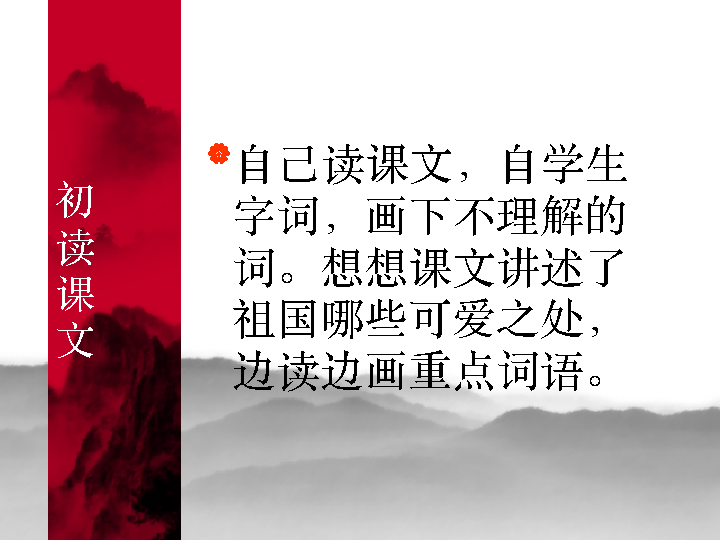 初读课文
自己读课文，自学生
字词，画下不理解的
词。想想课文讲述了
祖国哪些可爱之处，
边读边画重点词语。